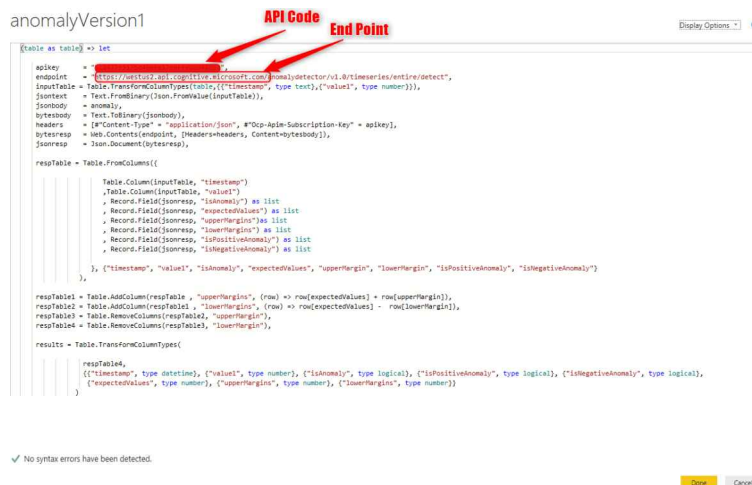 anomalyVersion1
API Code
End Point
Display Options
(table as table) => let
apikey = "
endpoint = "https://westus2.api.cognitive.microsoft.com/anomalydetector/v1.0/timeseries/entire/detect",
inputTable = Table.TransformColumnTypes(table,{{"timestamp", type text},{"value1", type number}}),
jsontext = Text.FromBinary(Json.FromValue(inputTable)),
jsonbody = anomaly,
bytesbody = Text.ToBinary(jsonbody),
headers = [#"Content-Type" = "application/json", #"Ocp-Apim-Subscription-Key" = apikey],
bytesresp = Web.Contents(endpoint, [Headers=headers, Content=bytesbody]),
jsonresp = Json.Document(bytesresp),
respTable = Table.FromColumns({
Table.Column(inputTable, "timestamp")
,Table.Column(inputTable, "value1")
, Record.Field(jsonresp, "isAnomaly") as list
, Record.Field(jsonresp, "expectedValues") as list
, Record.Field(jsonresp, "upperMargins")as list
, Record.Field(jsonresp, "lowerMargins") as list
, Record.Field(jsonresp, "isPositiveAnomaly") as list
, Record.Field(jsonresp, "isNegativeAnomaly") as list
}, {"timestamp", "value1", "isAnomaly", "expectedValues", "upperMargin", "lowerMargin", "isPositiveAnomaly", "isNegativeAnomaly"}
),
respTable1 = Table.AddColumn(respTable , "upperMargins", (row) => row[expectedValues] + row[upperMargin]),
respTable2 = Table.AddColumn(respTable1 , "lowerMargins", (row) => row[expectedValues] - row[lowerMargin]),
respTable3 = Table.RemoveColumns(respTable2, "upperMargin"),
respTable4 = Table.RemoveColumns(respTable3, "lowerMargin"),
results = Table.TransformColumnTypes(
respTable4,
{{"timestamp", type datetime}, {"value1", type number}, {"isAnomaly", type logical}, {"isPositiveAnomaly", type logical}, {"isNegativeAnomaly", type logical},
{"expectedValues", type number}, {"upperMargins", type number}, {"lowerMargins", type number}}
)
No syntax errors have been detected.
Done
Cance